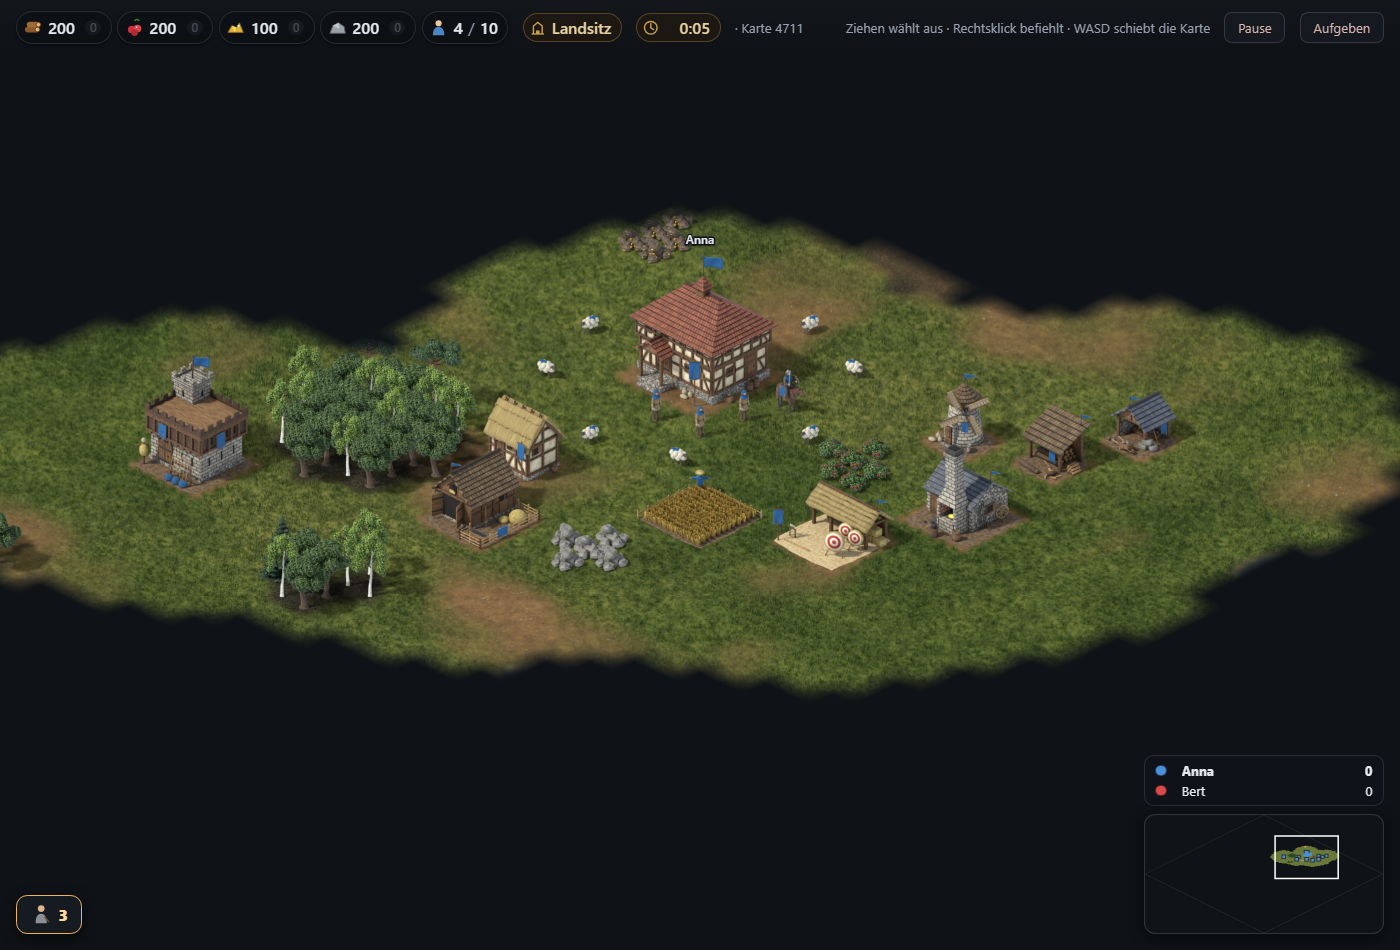 200 0 200 0 100 0 200 0 4 / 10 Landsitz 0:05 · Karte 4711 Ziehen wählt aus · Rechtsklick befiehlt · WASD schiebt die Karte Pause Aufgeben
Anna
Anna 0
Bert 0
3